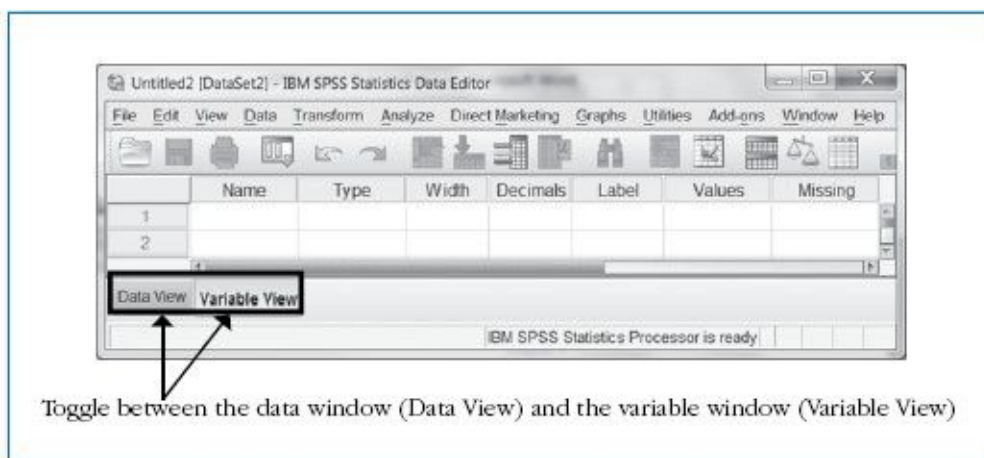 Untitled2 [DataSet2] - IBM SPSS Statistics Data Editor
File Edit View Data Transform Analyze Direct Marketing Graphs Utilities Add-ons Window Help
Name Type Width Decimals Label Values Missing
1
2
Data View Variable View
IBM SPSS Statistics Processor is ready
Toggle between the data window (Data View) and the variable window (Variable View)